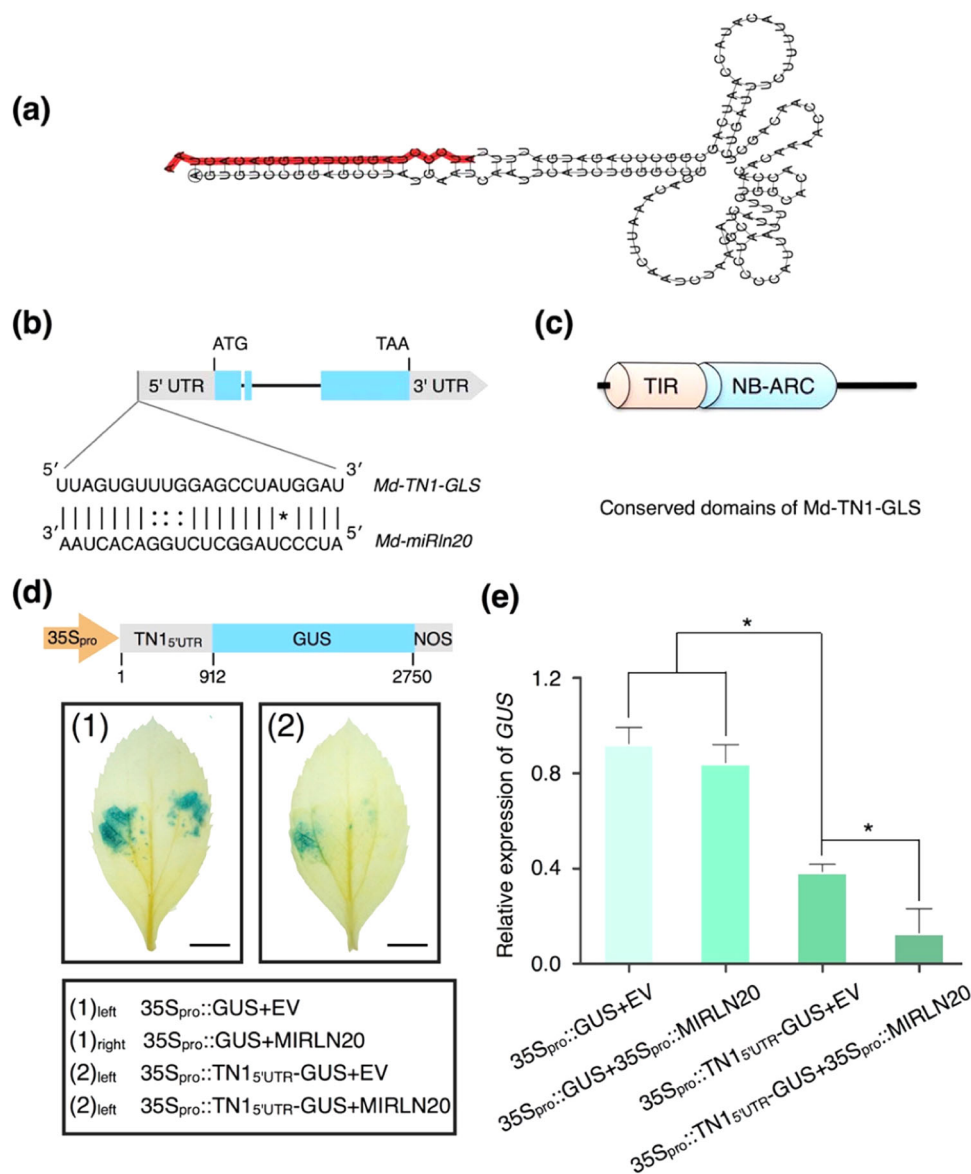 (a)
(b)
ATG
TAA
5' UTR
3' UTR
5'
3'
UUAGUGUUUGGAGCCUAUGGAU
Md-TN1-GLS
*
3'
5'
AAUCACAGGUCUCGGAUCCCUA
Md-miRln20
(c)
TIR
NB-ARC
Conserved domains of Md-TN1-GLS
(d)
35Spro
TN15'UTR
GUS
NOS
1
912
2750
(1)
(2)
(1)left 35Spro::GUS+EV
(1)right 35Spro::GUS+MIRLN20
(2)left 35Spro::TN15'UTR-GUS+EV
(2)left 35Spro::TN15'UTR-GUS+MIRLN20
(e)
*
*
Relative expression of GUS
1.2
0.8
0.4
0.0
35Spro::GUS+EV
35Spro::GUS+35Spro::MIRLN20
35Spro::TN15'UTR-GUS+EV
35Spro::TN15'UTR-GUS+35Spro::MIRLN20